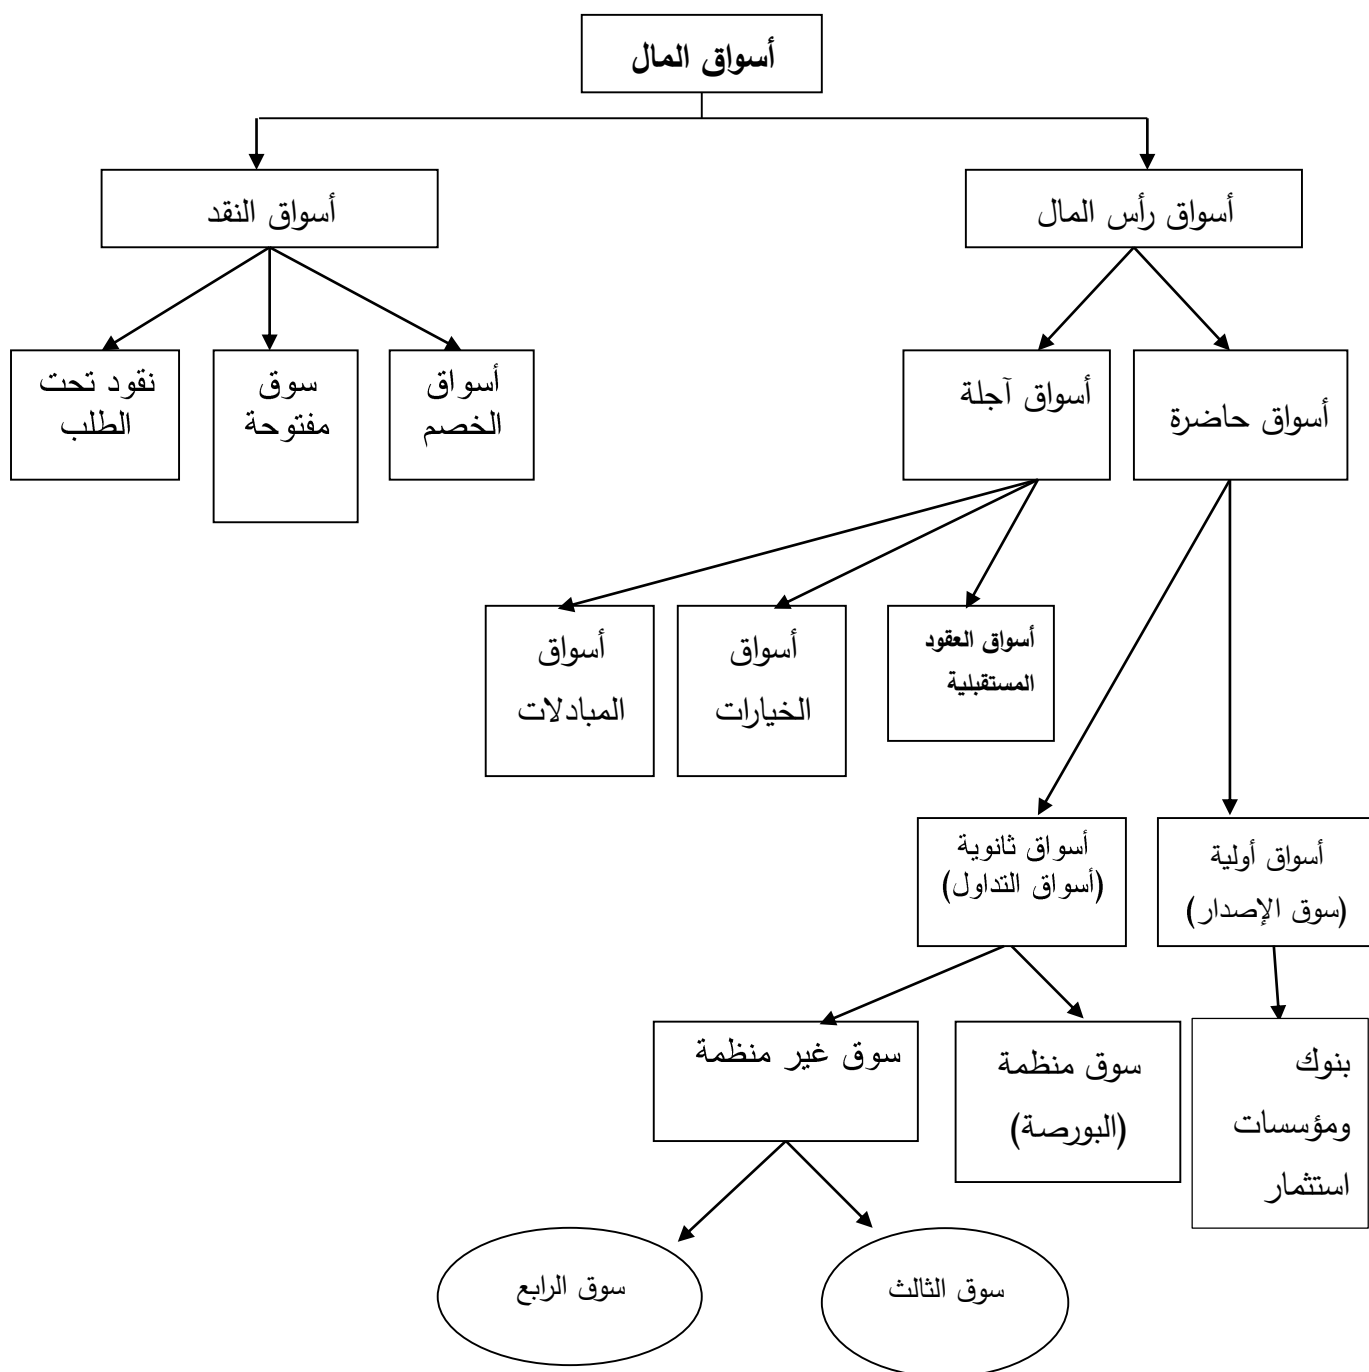 أسواق المال
أسواق رأس المال
أسواق النقد
أسواق حاضرة
أسواق آجلة
أسواق
الخصم
سوق
مفتوحة
نقود تحت
الطلب
أسواق العقود
المستقبلية
أسواق
الخيارات
أسواق
المبادلات
أسواق أولية
(سوق الإصدار)
أسواق ثانوية
(أسواق التداول)
بنوك
ومؤسسات
استثمار
سوق منظمة
(البورصة)
سوق غير منظمة
سوق الثالث
سوق الرابع